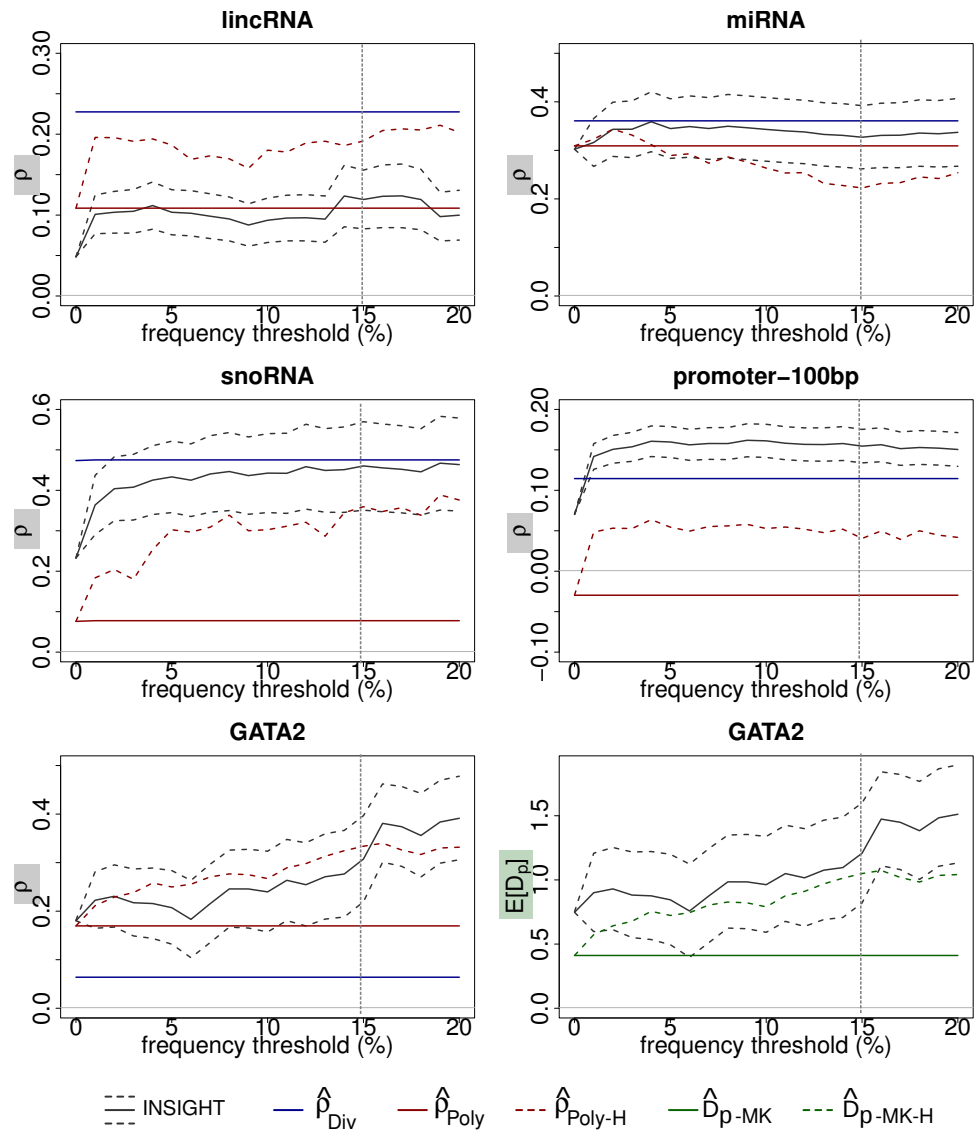 lincRNA
ρ
0.00 0.10 0.20 0.30
0 5 10 15 20
frequency threshold (%)
miRNA
ρ
0.0 0.2 0.4
0 5 10 15 20
frequency threshold (%)
snoRNA
ρ
0.0 0.2 0.4 0.6
0 5 10 15 20
frequency threshold (%)
promoter−100bp
ρ
−0.10 0.00 0.10 0.20
0 5 10 15 20
frequency threshold (%)
GATA2
ρ
0.0 0.2 0.4
0 5 10 15 20
frequency threshold (%)
GATA2
E[Dp]
0.0 0.5 1.0 1.5
0 5 10 15 20
frequency threshold (%)
INSIGHT ρ̂Div ρ̂Poly ρ̂Poly-H D̂p-MK D̂p-MK-H